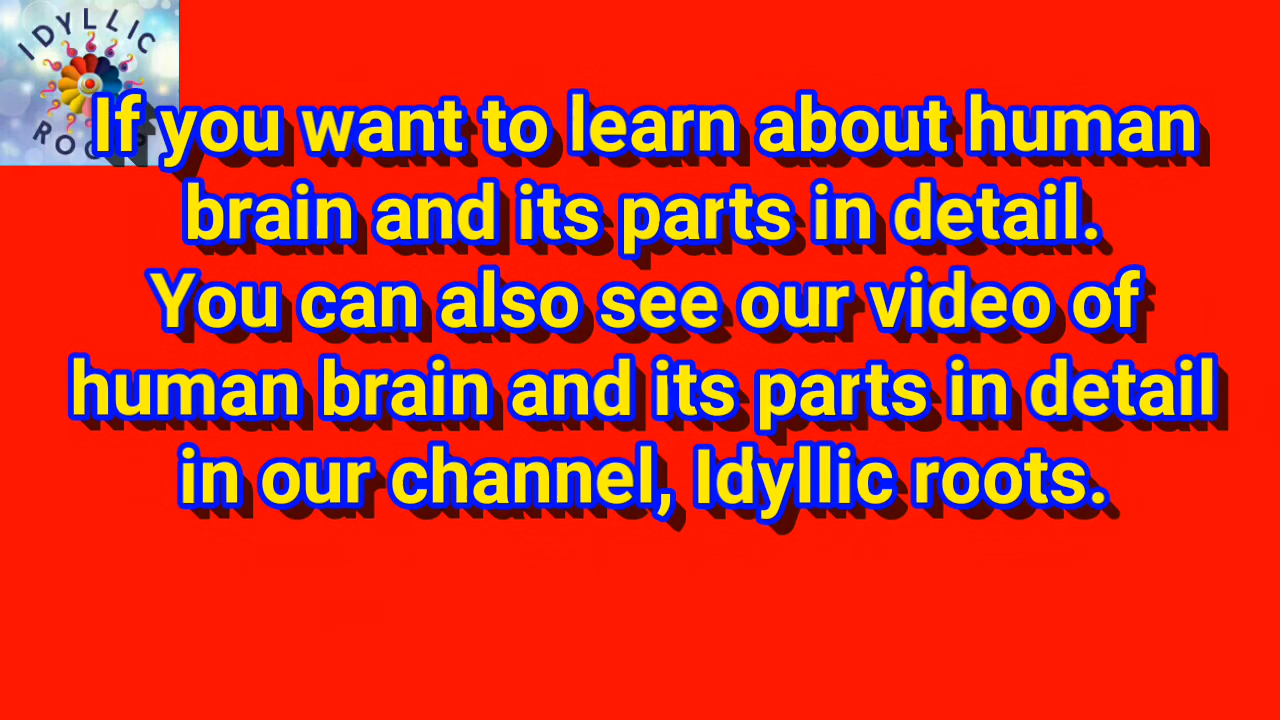 IDYLLIC
If you want to learn about human
brain and its parts in detail.
You can also see our video of
human brain and its parts in detail
in our channel, Idyllic roots.